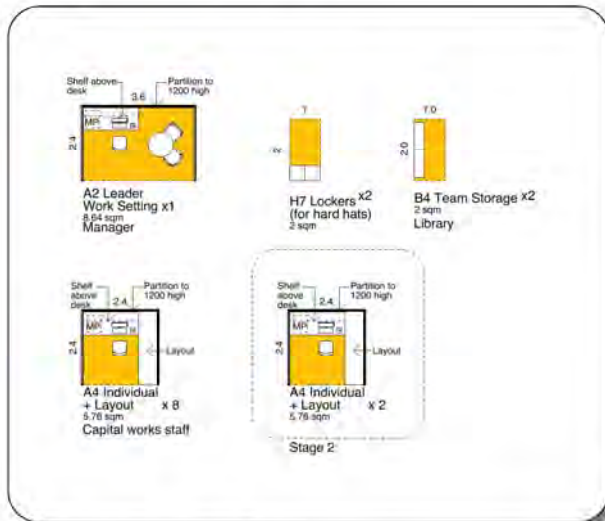 Shelf above
desk
Partition to
1200 high
3.6
2.4
MP
A2 Leader
Work Setting x1
8.64 sqm
Manager
1
2
H7 Lockers x2
(for hard hats)
2 sqm
1.0
2.0
B4 Team Storage x2
2 sqm
Library
Shelf
above
desk
Partition to
1200 high
2.4
2.4
MP
Layout
A4 Individual
+ Layout x 8
5.76 sqm
Capital works staff
Shelf
above
desk
Partition to
1200 high
2.4
2.4
MP
Layout
A4 Individual
+ Layout x 2
5.76 sqm
Stage 2